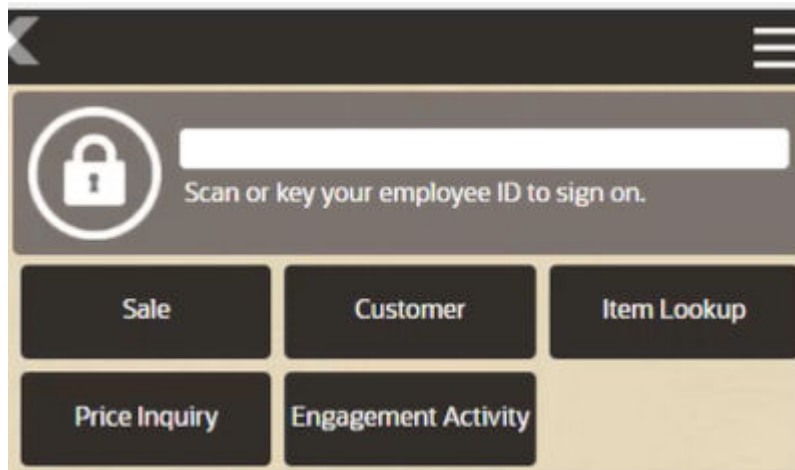 Scan or key your employee ID to sign on.
Sale
Customer
Item Lookup
Price Inquiry
Engagement Activity